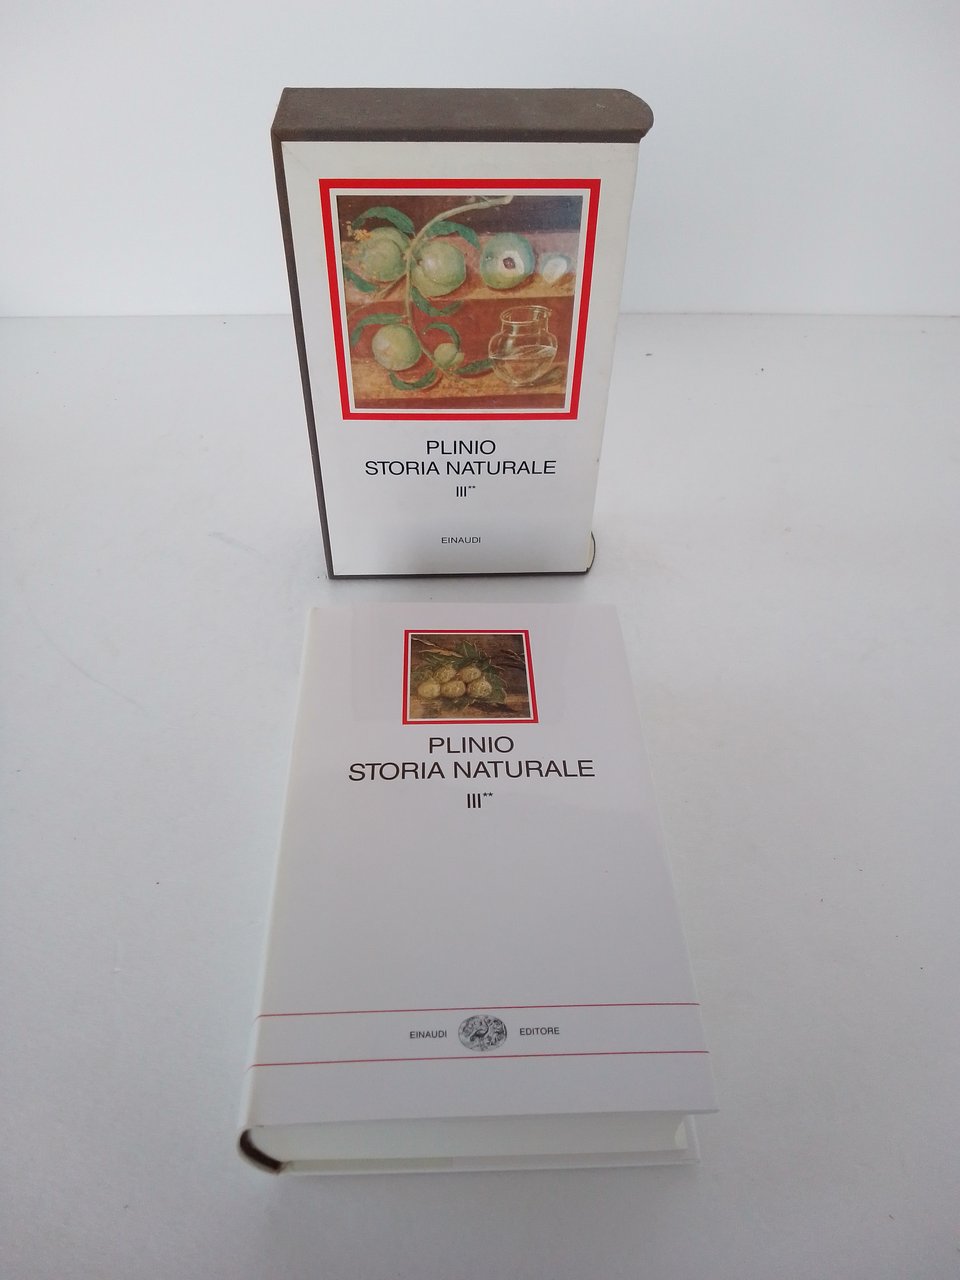 PLINIO
STORIA NATURALE
III**
EINAUDI
PLINIO
STORIA NATURALE
III**
EINAUDI EDITORE